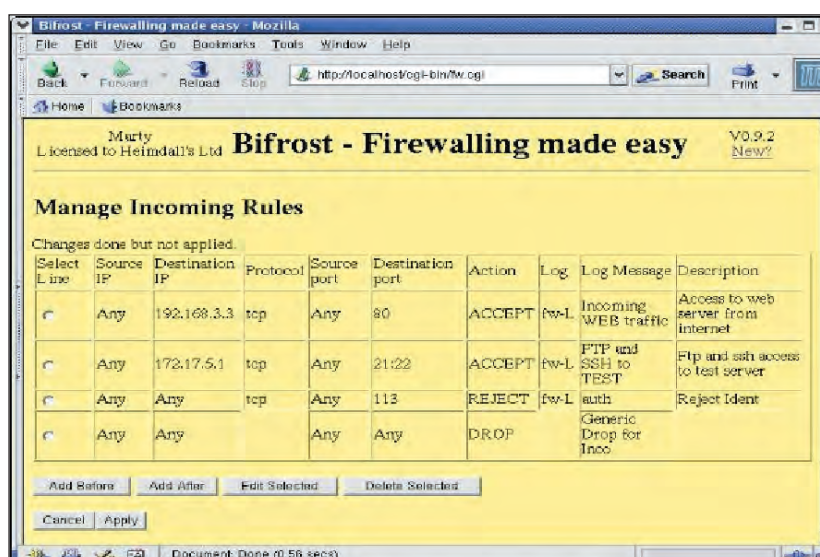 Bifrost - Firewalling made easy - Mozilla
File Edit View Go Bookmarks Tools Window Help
Back Forward Reload Stop http://localhost/cgi-bin/fw.cgi Search Print
Home Bookmarks
Marty
Licensed to Heimdall's Ltd
Bifrost - Firewalling made easy
V0.9.2
New?
Manage Incoming Rules
Changes done but not applied.
Select Line Source IP Destination IP Protocol Source port Destination port Action Log Log Message Description
Any 192.168.3.3 tcp Any 80 ACCEPT fw-L Incoming WEB traffic Access to web server from internet
Any 172.17.5.1 tcp Any 21:22 ACCEPT fw-L FTP and SSH to TEST Ftp and ssh access to test server
Any Any tcp Any 113 REJECT fw-L auth Reject Ident
Any Any Any Any DROP Generic Drop for Inco
Add Before Add After Edit Selected Delete Selected
Cancel Apply
Document: Done (0.56 secs)